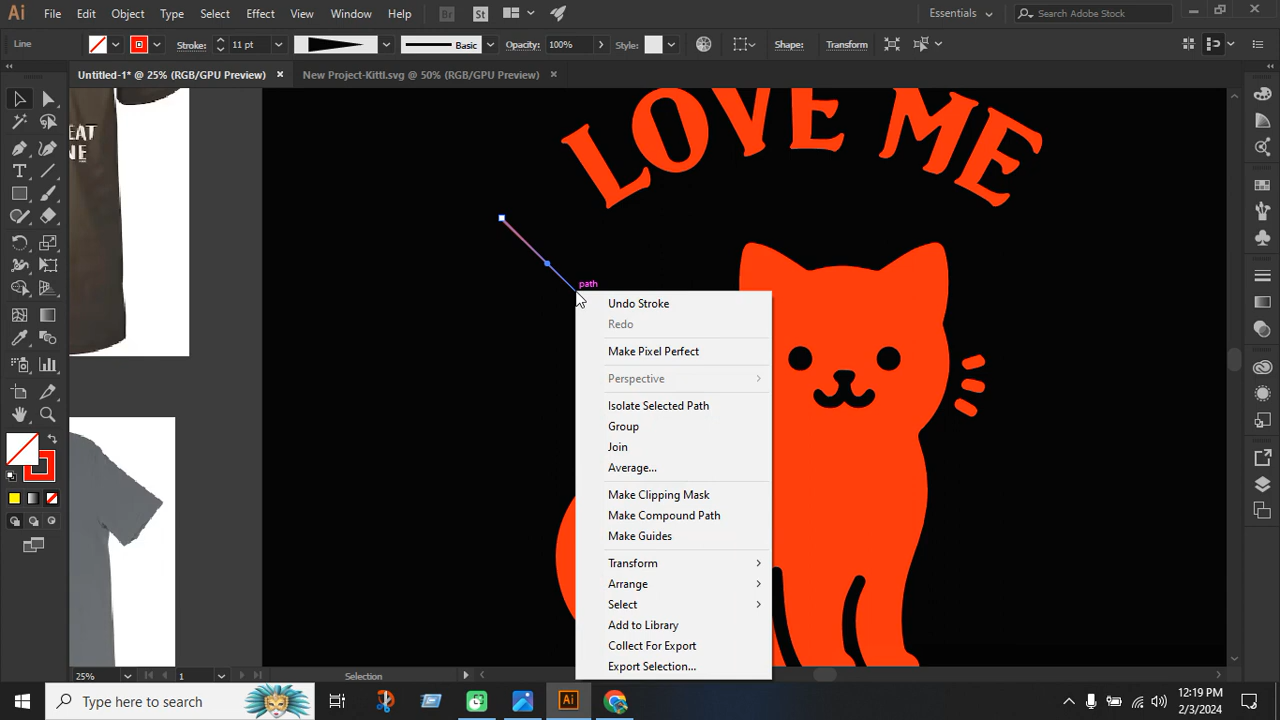 Ai File Edit Object Type Select Effect View Window Help Br St Essentials Search Adobe Stock
Line Stroke: 11 pt Basic Opacity: 100% Style: Shape: Transform
Untitled-1* @ 25% (RGB/GPU Preview) New Project-Kittl.svg @ 50% (RGB/GPU Preview)
LOVE ME
EAT
NE
path
Undo Stroke
Redo
Make Pixel Perfect
Perspective
Isolate Selected Path
Group
Join
Average...
Make Clipping Mask
Make Compound Path
Make Guides
Transform
Arrange
Select
Add to Library
Collect For Export
Export Selection...
25% 1 Selection
Type here to search
Ai
12:19 PM
2/3/2024